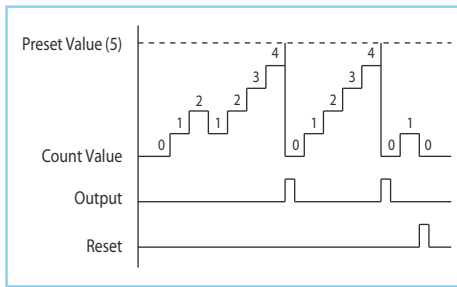 Preset Value (5)
4 4
3 3
2 2 2
1 1 1 1
0 0 0 0
Count Value
Output
Reset